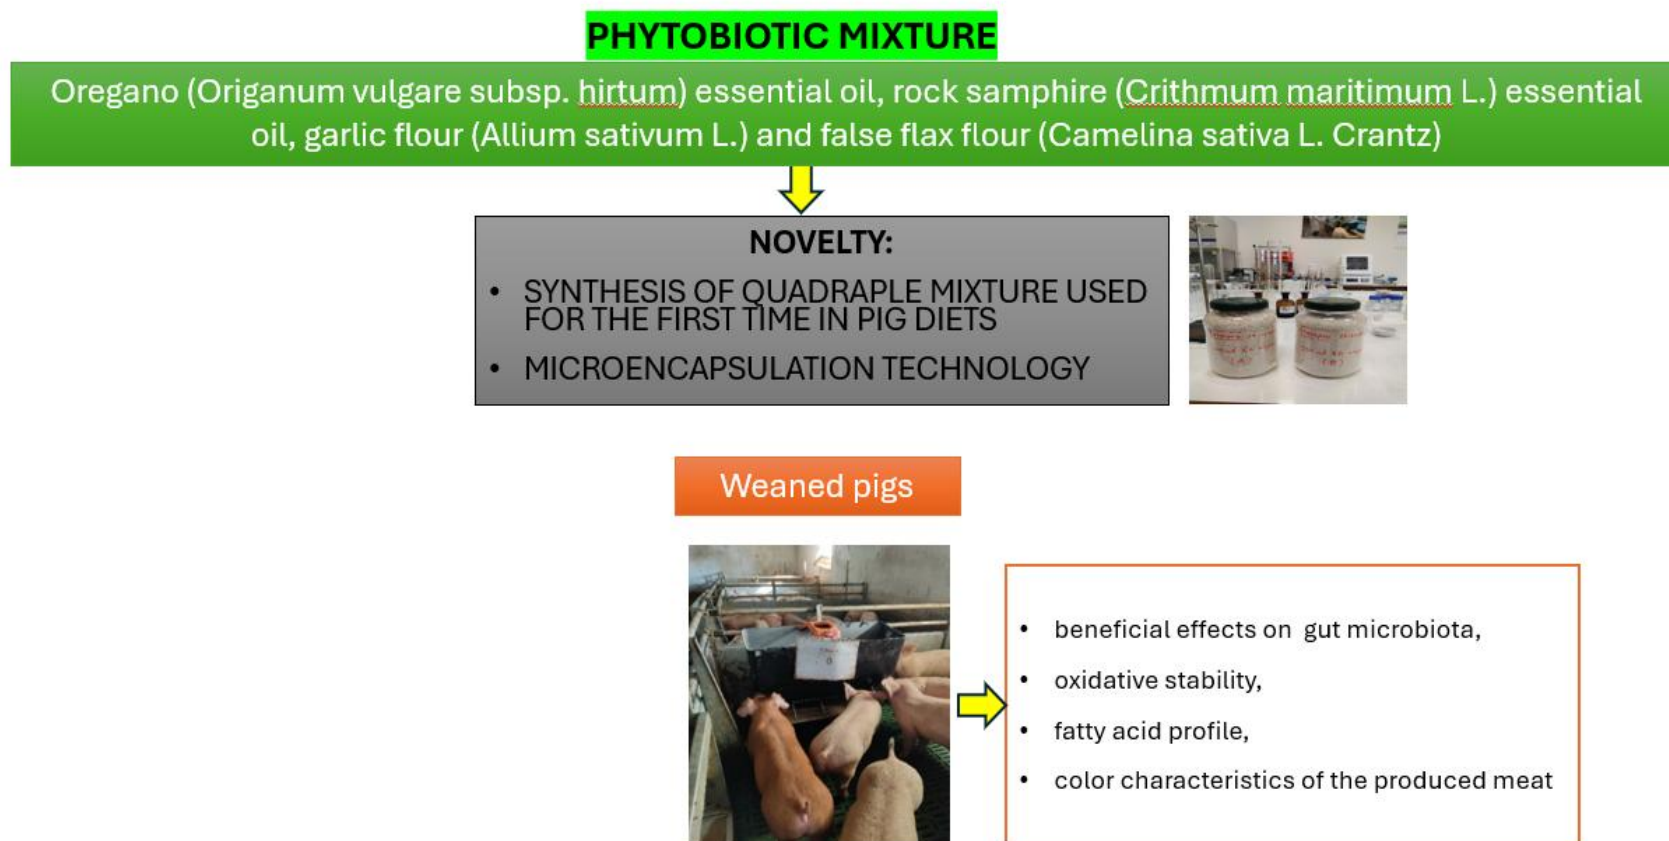 PHYTOBIOTIC MIXTURE
Oregano (Origanum vulgare subsp. hirtum) essential oil, rock samphire (Crithmum maritimum L.) essential
oil, garlic flour (Allium sativum L.) and false flax flour (Camelina sativa L. Crantz)
NOVELTY:
• SYNTHESIS OF QUADRAPLE MIXTURE USED
FOR THE FIRST TIME IN PIG DIETS
• MICROENCAPSULATION TECHNOLOGY
Weaned pigs
• beneficial effects on gut microbiota,
• oxidative stability,
• fatty acid profile,
• color characteristics of the produced meat